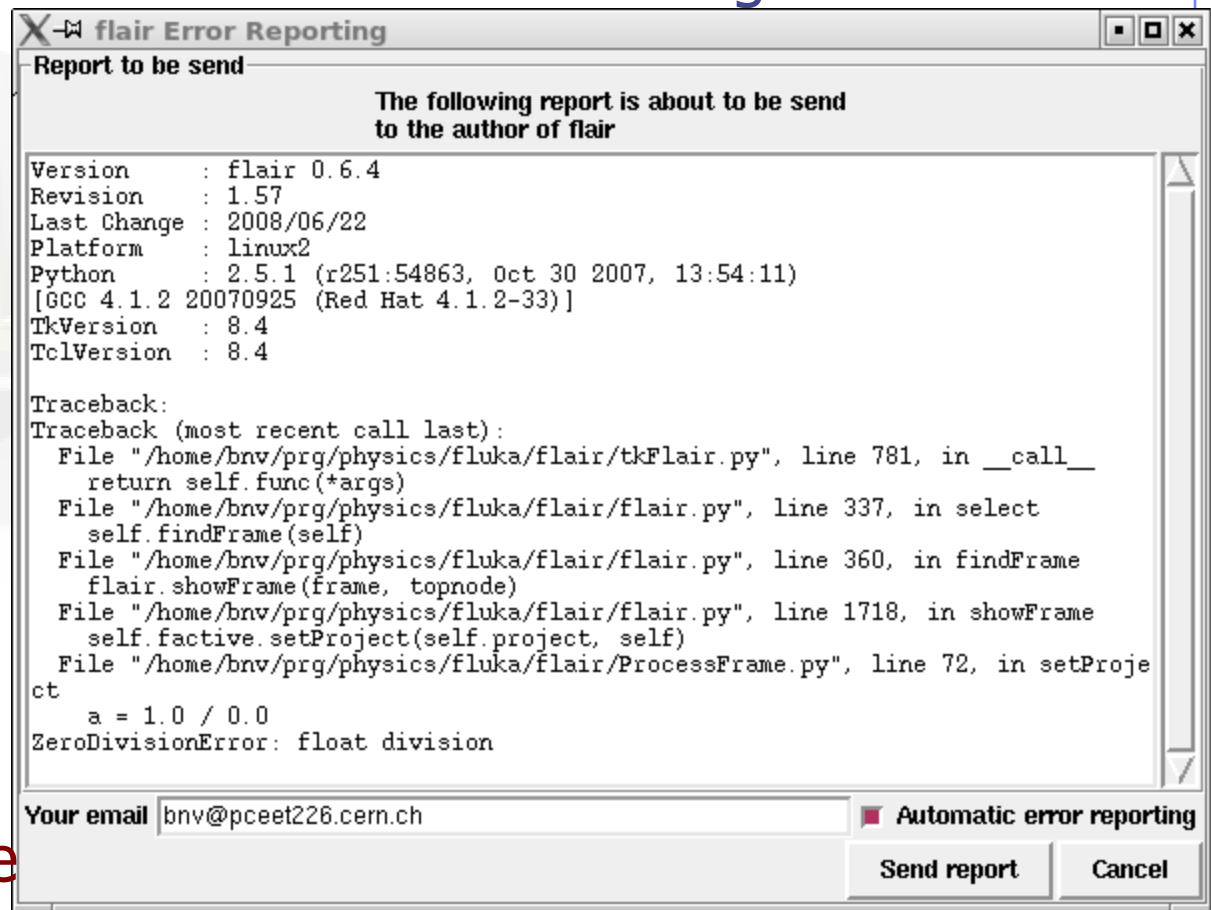 flair Error Reporting
Report to be send
The following report is about to be send
to the author of flair
Version     : flair 0.6.4
Revision    : 1.57
Last Change : 2008/06/22
Platform    : linux2
Python      : 2.5.1 (r251:54863, Oct 30 2007, 13:54:11)
[GCC 4.1.2 20070925 (Red Hat 4.1.2-33)]
TkVersion   : 8.4
TclVersion  : 8.4
Traceback:
Traceback (most recent call last):
  File "/home/bnv/prg/physics/fluka/flair/tkFlair.py", line 781, in __call__
    return self.func(*args)
  File "/home/bnv/prg/physics/fluka/flair/flair.py", line 337, in select
    self.findFrame(self)
  File "/home/bnv/prg/physics/fluka/flair/flair.py", line 360, in findFrame
    flair.showFrame(frame, topnode)
  File "/home/bnv/prg/physics/fluka/flair/flair.py", line 1718, in showFrame
    self.factive.setProject(self.project, self)
  File "/home/bnv/prg/physics/fluka/flair/ProcessFrame.py", line 72, in setProje
ct
    a = 1.0 / 0.0
ZeroDivisionError: float division
Your email bnv@pceet226.cern.ch Automatic error reporting
Send report Cancel